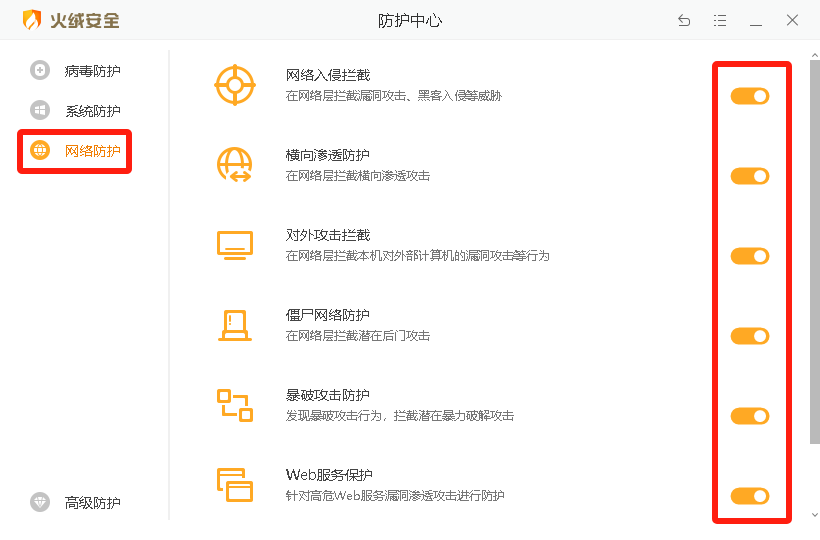 火绒安全
防护中心
病毒防护
系统防护
网络防护
高级防护
网络入侵拦截
在网络层拦截漏洞攻击、黑客入侵等威胁
横向渗透防护
在网络层拦截横向渗透攻击
对外攻击拦截
在网络层拦截本机对外部计算机的漏洞攻击等行为
僵尸网络防护
在网络层拦截潜在后门攻击
暴破攻击防护
发现暴破攻击行为，拦截潜在暴力破解攻击
Web服务保护
针对高危Web服务漏洞渗透攻击进行防护